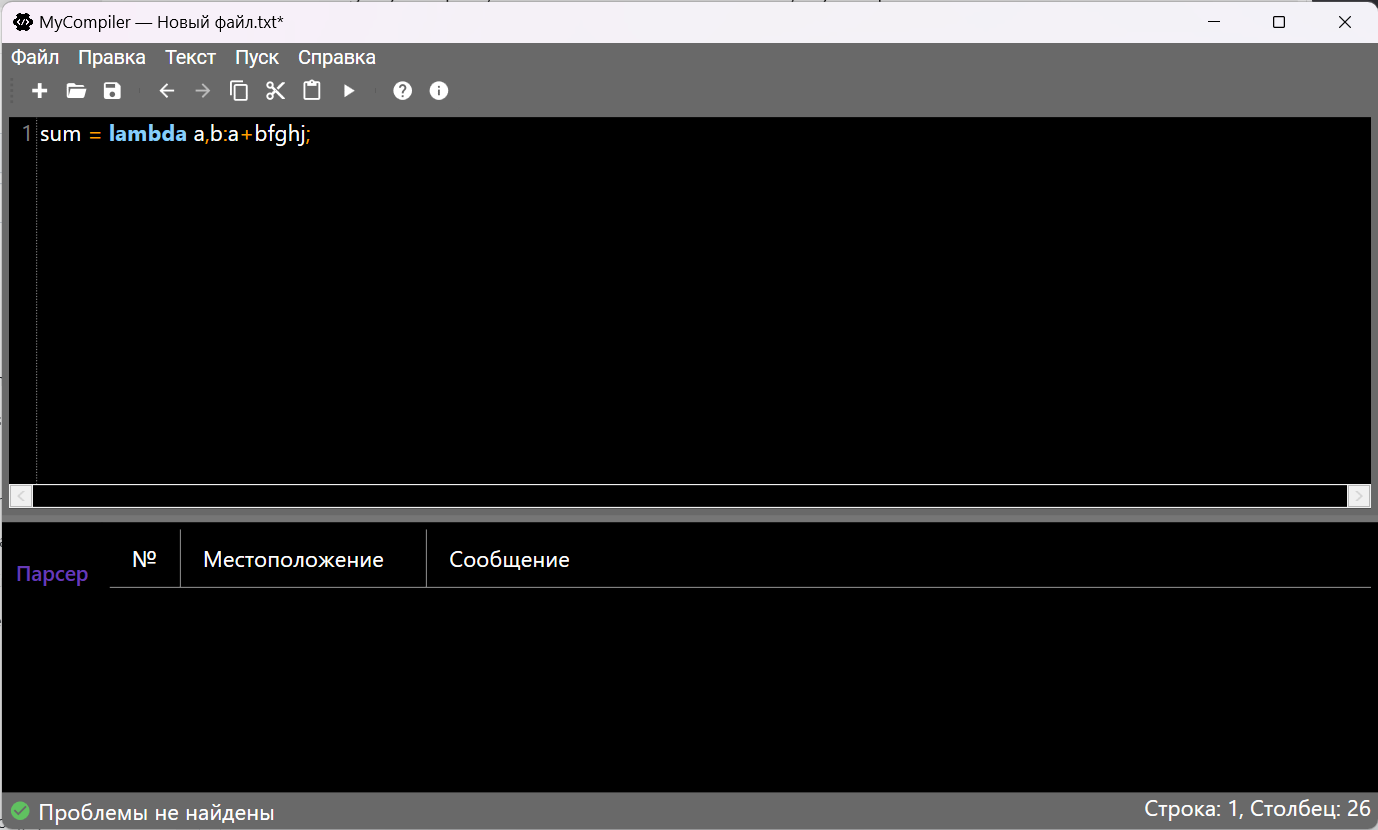 MyCompiler — Новый файл.txt*
Файл Правка Текст Пуск Справка
1 sum = lambda a,b:a+bfghj;
Парсер
№ Местоположение Сообщение
Проблемы не найдены
Строка: 1, Столбец: 26